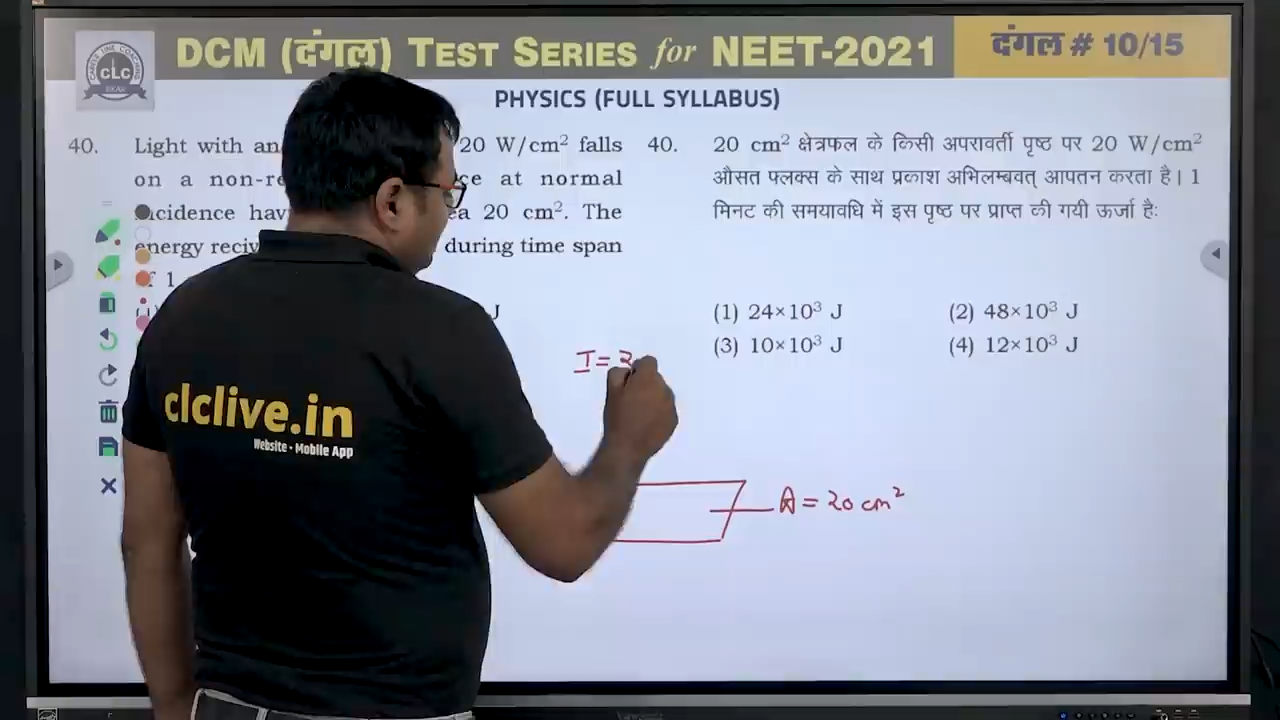 DCM (दंगल) TEST SERIES for NEET-2021
दंगल # 10/15
CLC
PHYSICS (FULL SYLLABUS)
40. Light with an 20 W/cm² falls
on a non-re ce at normal
incidence hav a 20 cm². The
energy reciv during time span
1
J
40. 20 cm² क्षेत्रफल के किसी अपरावर्ती पृष्ठ पर 20 W/cm²
औसत फ्लक्स के साथ प्रकाश अभिलम्बवत् आपतन करता है। 1
मिनट की समयावधि में इस पृष्ठ पर प्राप्त की गयी ऊर्जा है:
(1) 24×10³ J (2) 48×10³ J
(3) 10×10³ J (4) 12×10³ J
I = 2
A = 20 cm²
clclive.in
Website • Mobile App